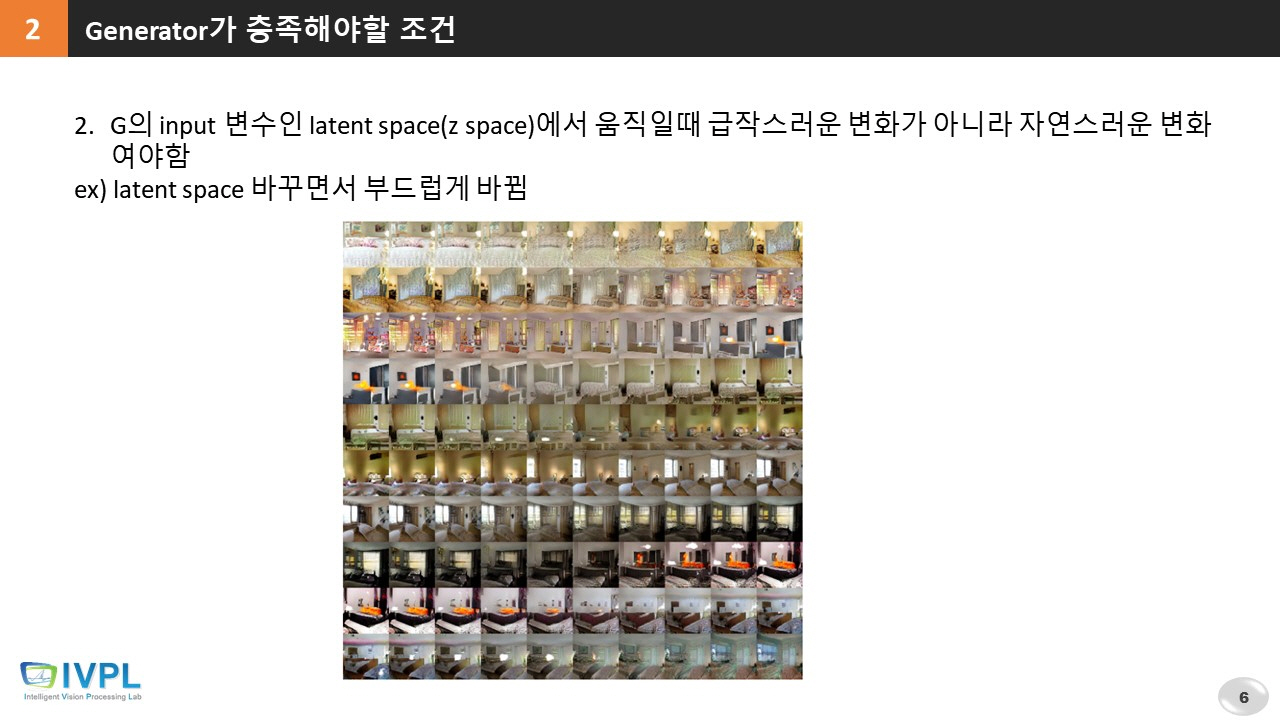 2
Generator가 충족해야할 조건
2. G의 input 변수인 latent space(z space)에서 움직일때 급작스러운 변화가 아니라 자연스러운 변화
여야함
ex) latent space 바꾸면서 부드럽게 바뀜
IVPL
Intelligent Vision Processing Lab
6